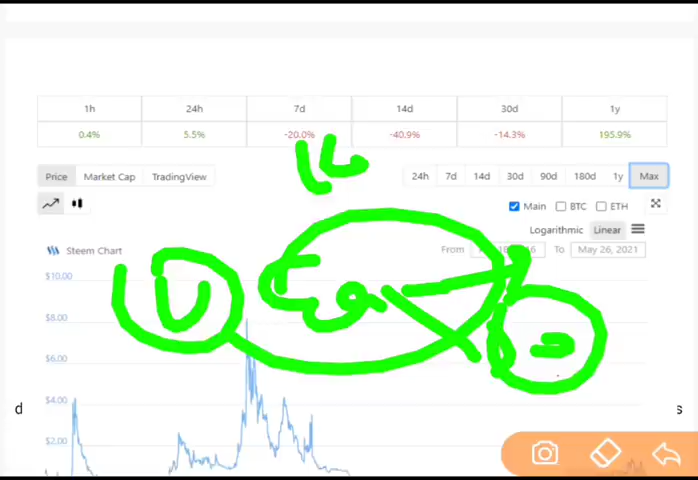 1h 24h 7d 14d 30d 1y
0.4% 5.5% -20.0% -40.9% -14.3% 195.9%
Price Market Cap TradingView 24h 7d 14d 30d 90d 180d 1y Max
Main BTC ETH
Logarithmic Linear
Steem Chart From To May 26, 2021
$10.00
$8.00
$6.00
d $4.00 s
$2.00